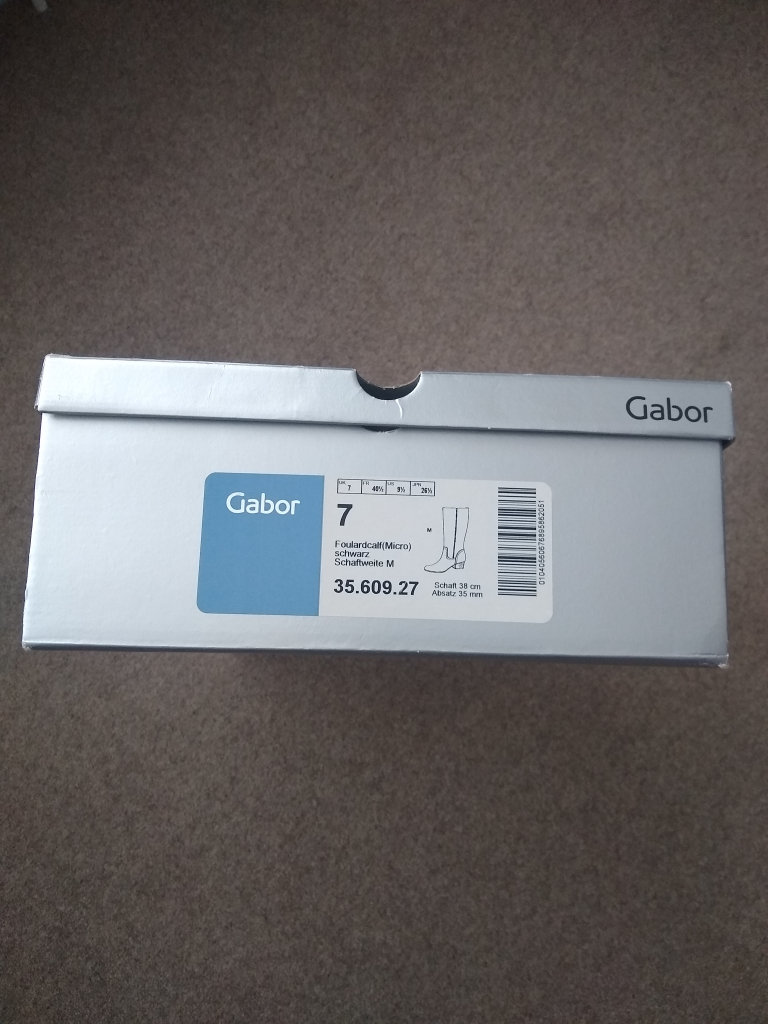 Gabor
Gabor
UK 7 FR 40½ US 9½ JPN 26½
7
M
Foulardcalf(Micro)
schwarz
Schaftweite M
35.609.27
Schaft 38 cm
Absatz 35 mm